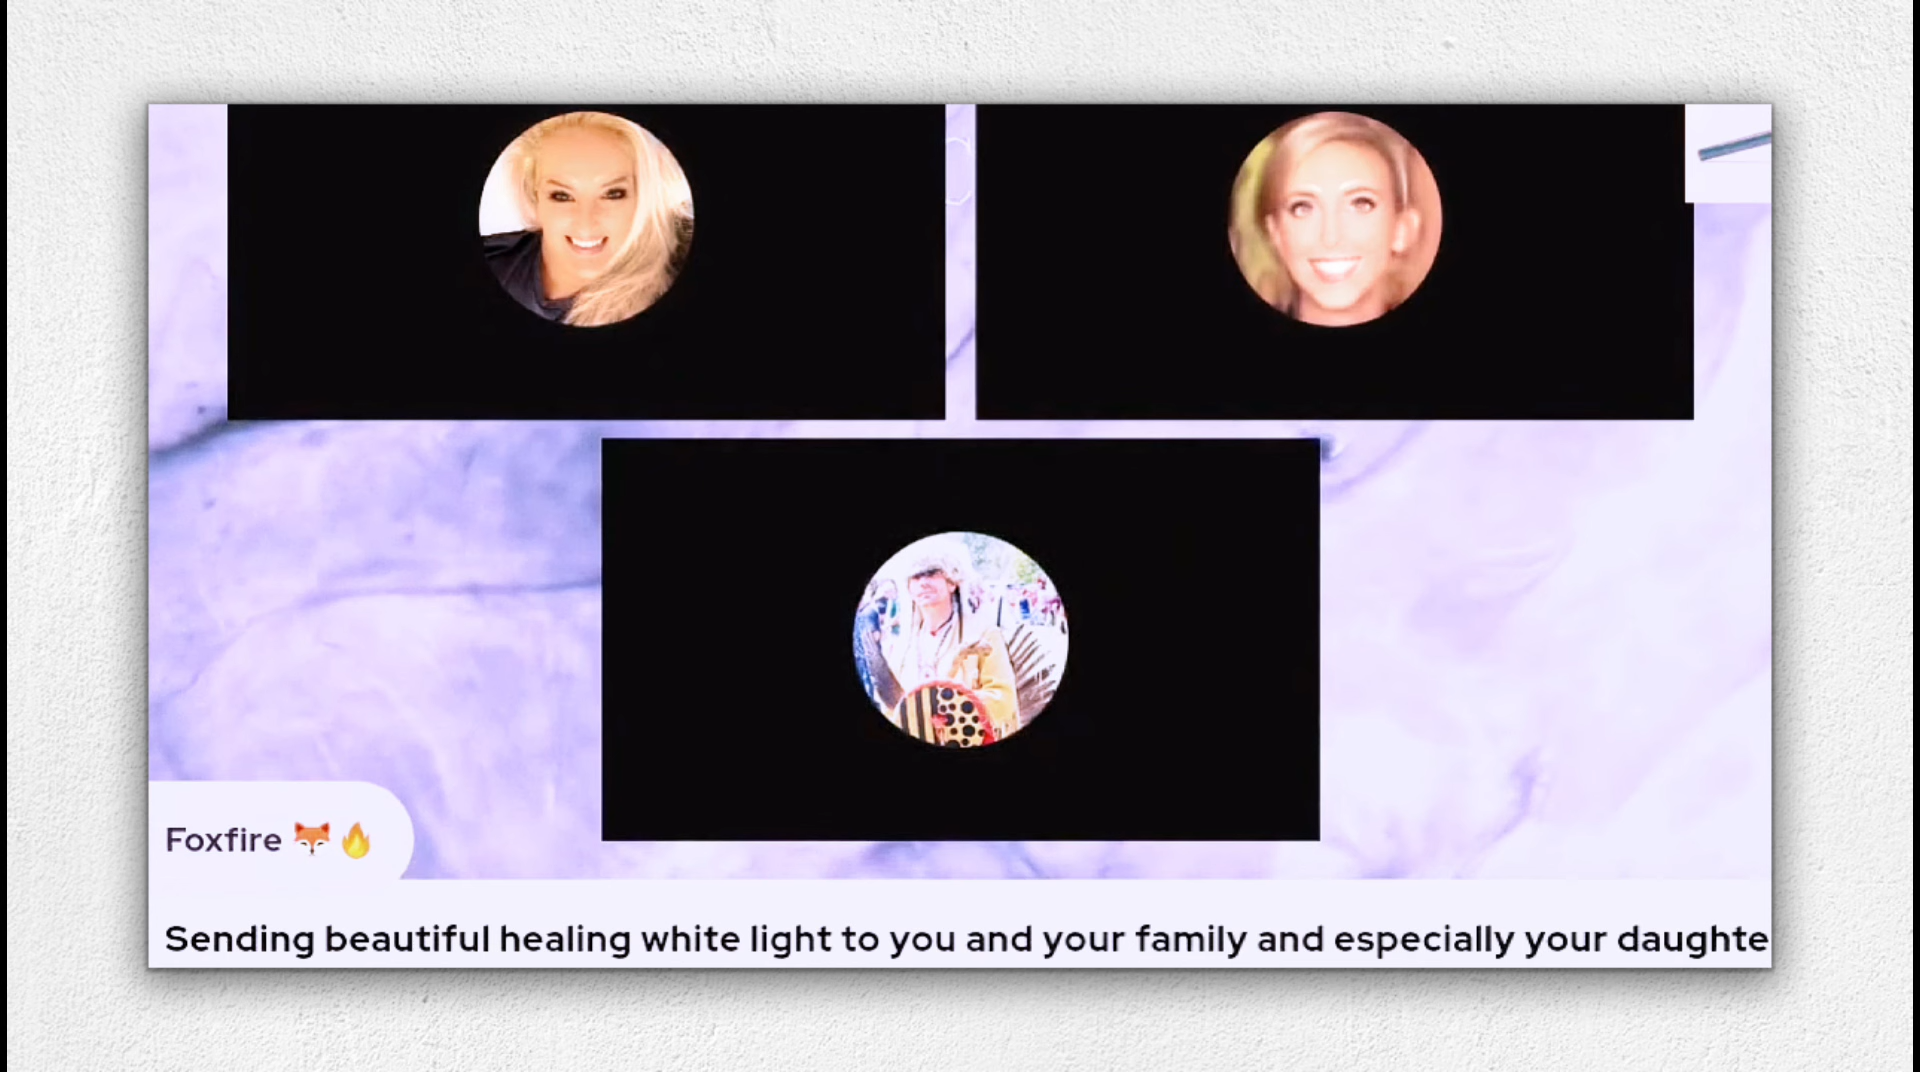 Foxfire 🦊🔥
Sending beautiful healing white light to you and your family and especially your daughte